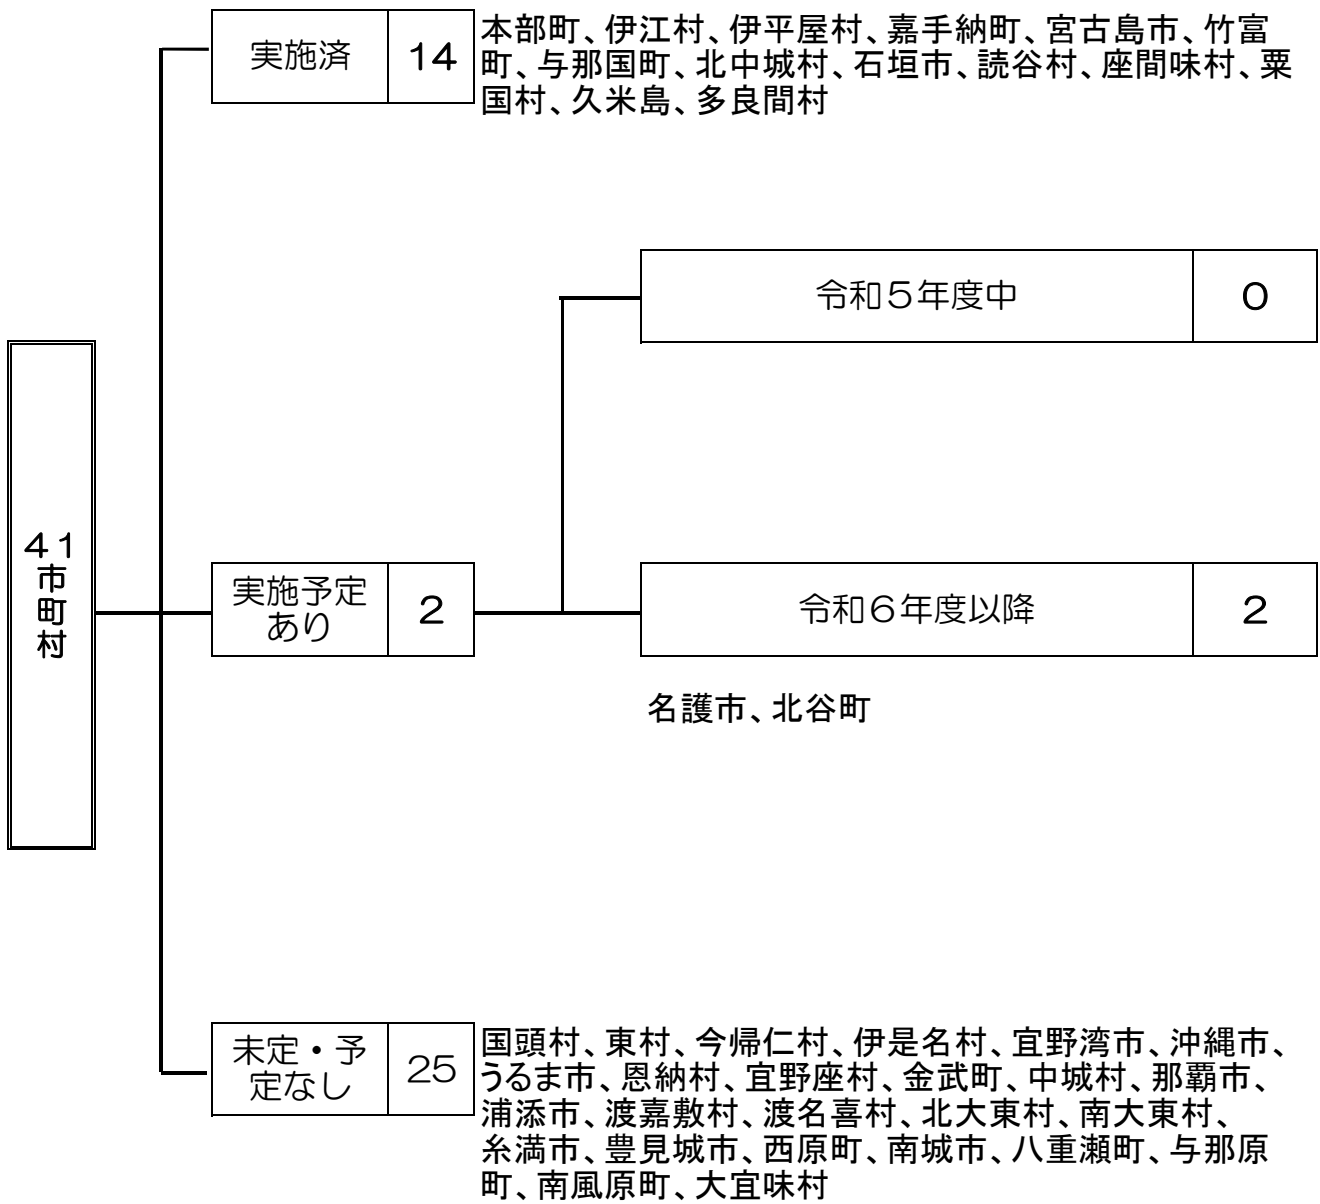 実施済
14
本部町、伊江村、伊平屋村、嘉手納町、宮古島市、竹富
町、与那国町、北中城村、石垣市、読谷村、座間味村、粟
国村、久米島、多良間村
令和５年度中
0
41
市
町
村
実施予定
あり
2
令和６年度以降
2
名護市、北谷町
未定・予
定なし
25
国頭村、東村、今帰仁村、伊是名村、宜野湾市、沖縄市、
うるま市、恩納村、宜野座村、金武町、中城村、那覇市、
浦添市、渡嘉敷村、渡名喜村、北大東村、南大東村、
糸満市、豊見城市、西原町、南城市、八重瀬町、与那原
町、南風原町、大宜味村